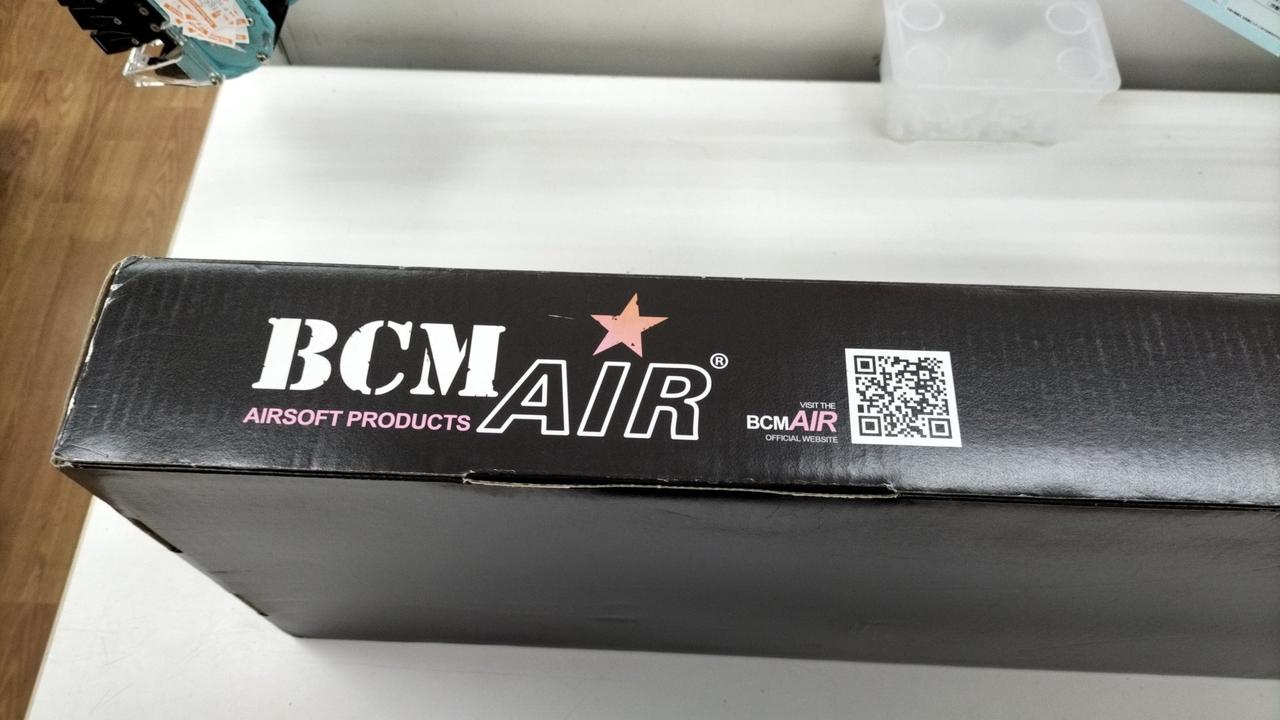 BCM AIR®
AIRSOFT PRODUCTS
VISIT THE
BCMAIR
OFFICIAL WEBSITE